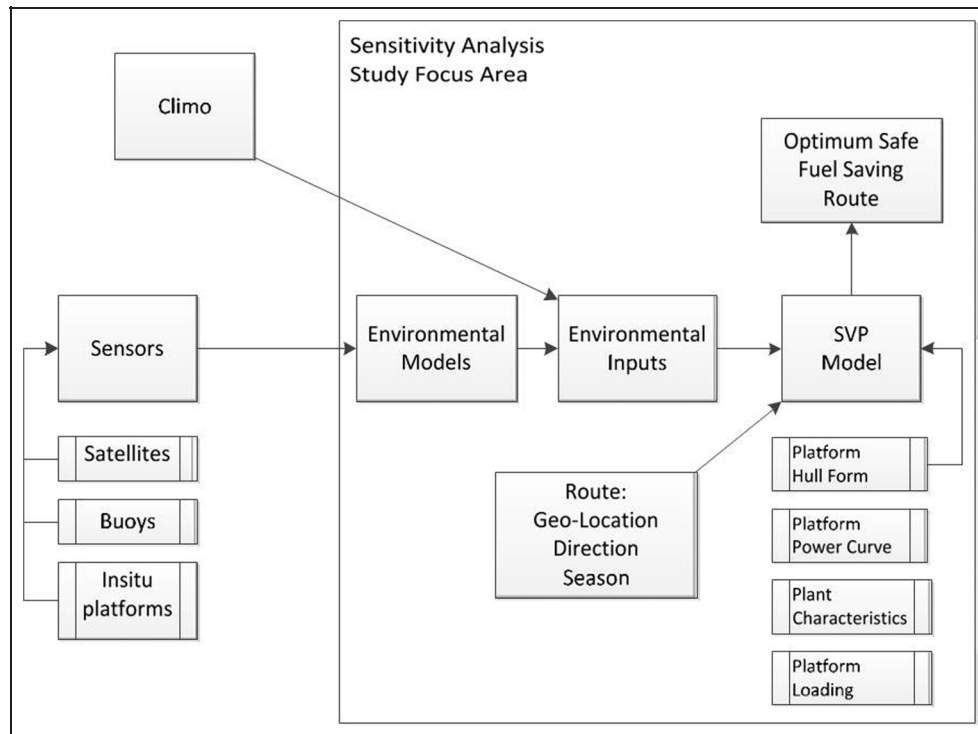 Sensitivity Analysis
Study Focus Area
Climo
Optimum Safe
Fuel Saving
Route
Sensors
Environmental
Models
Environmental
Inputs
SVP
Model
Satellites
Buoys
Insitu
platforms
Route:
Geo-Location
Direction
Season
Platform
Hull Form
Platform
Power Curve
Plant
Characteristics
Platform
Loading